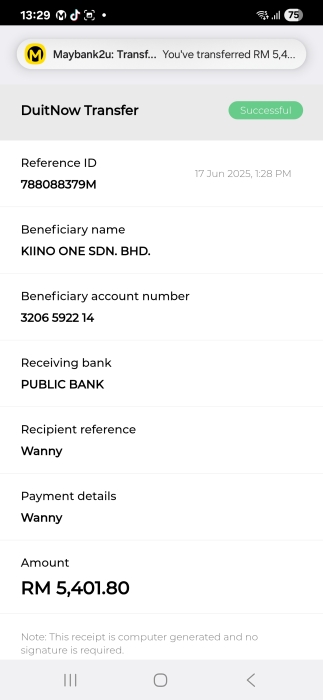 13:29
75
Maybank2u: Transf... You've transferred RM 5,4...
DuitNow Transfer
Successful
Reference ID
17 Jun 2025, 1:28 PM
788088379M
Beneficiary name
KIINO ONE SDN. BHD.
Beneficiary account number
3206 5922 14
Receiving bank
PUBLIC BANK
Recipient reference
Wanny
Payment details
Wanny
Amount
RM 5,401.80
Note: This receipt is computer generated and no
signature is required.